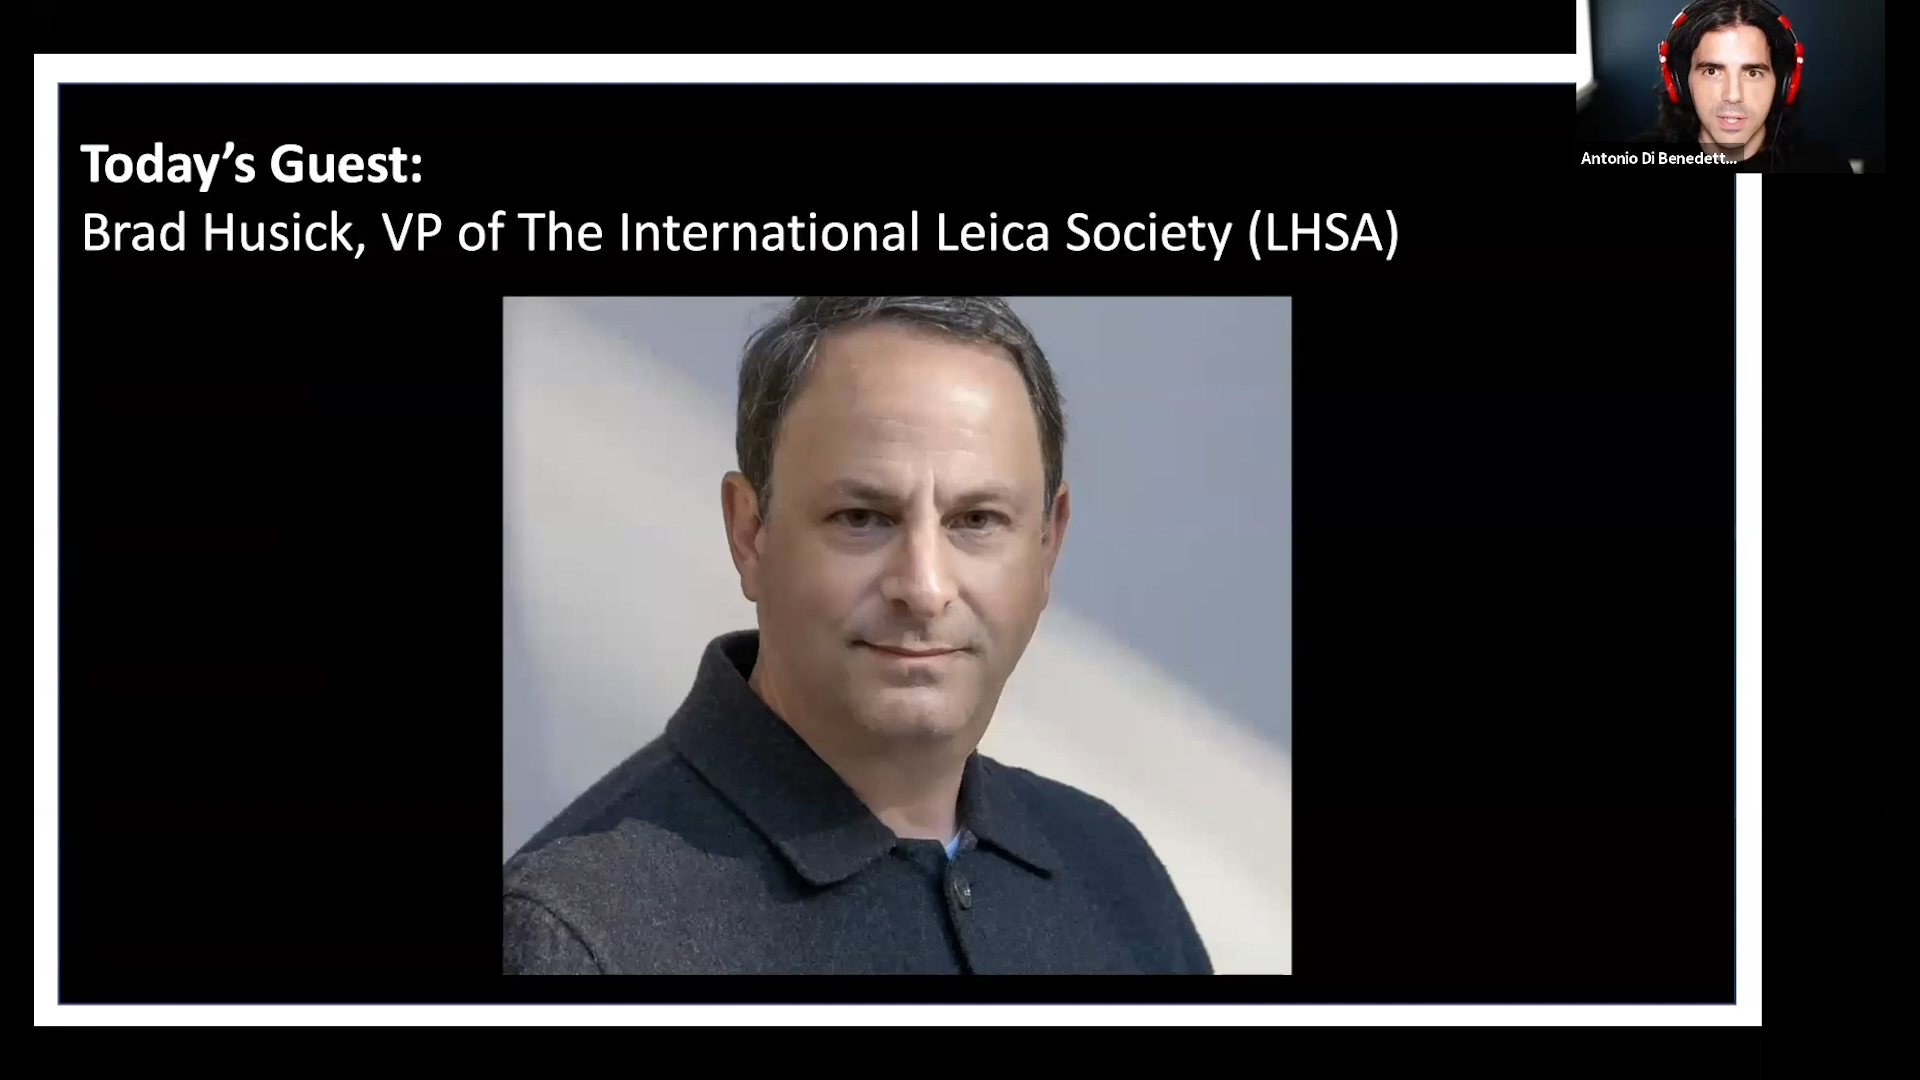 Today’s Guest:
Brad Husick, VP of The International Leica Society (LHSA)
Antonio Di Benedett...